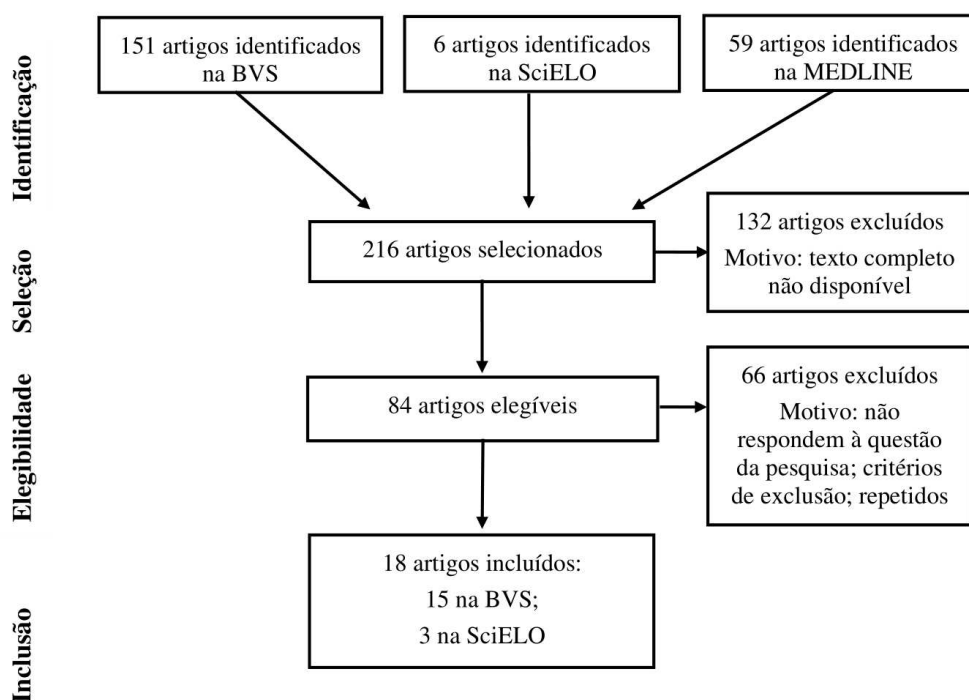 Identificação
151 artigos identificados
na BVS
6 artigos identificados
na SciELO
59 artigos identificados
na MEDLINE
Seleção
216 artigos selecionados
132 artigos excluídos
Motivo: texto completo
não disponível
Elegibilidade
84 artigos elegíveis
66 artigos excluídos
Motivo: não
respondem à questão
da pesquisa; critérios
de exclusão; repetidos
Inclusão
18 artigos incluídos:
15 na BVS;
3 na SciELO